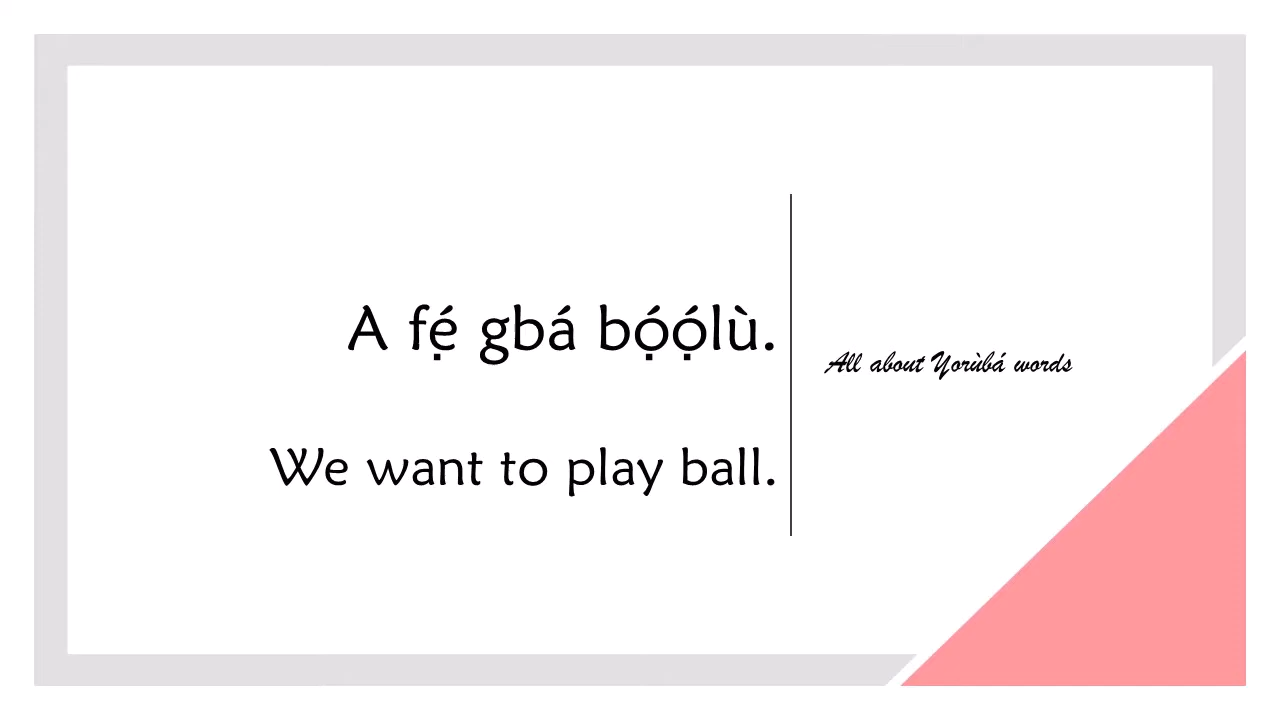 A fẹ́ gbá bọ́ọ́lù.
We want to play ball.
All about Yorùbá words